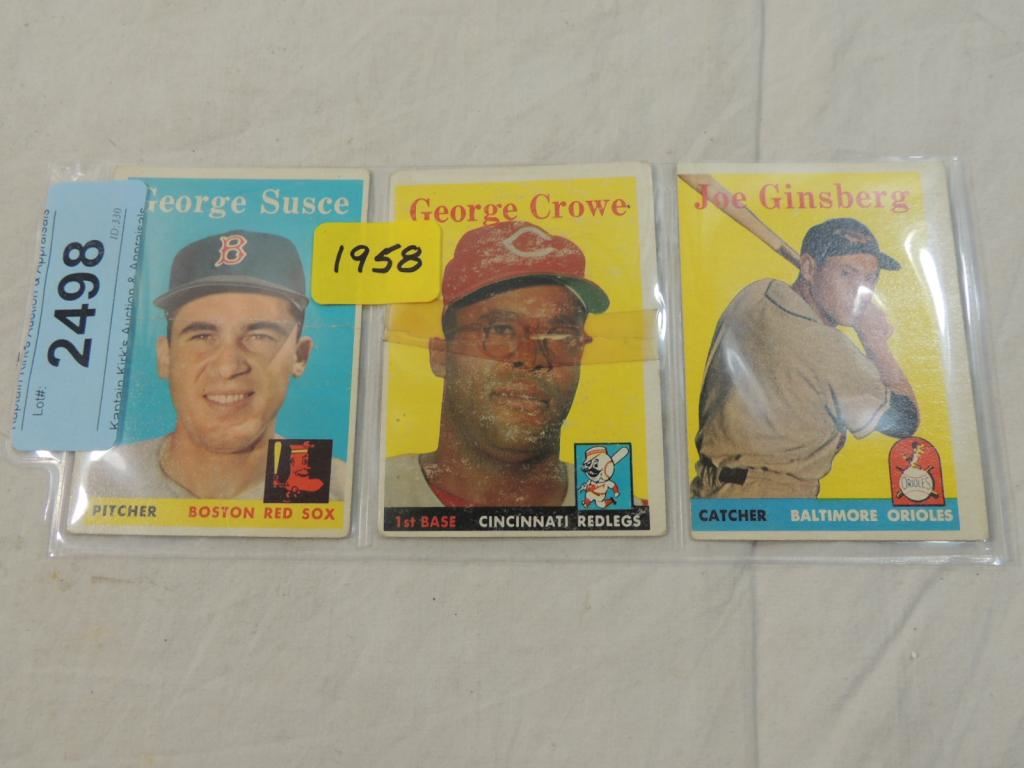 Lot#:
2498
ID:330
Kaptain Kirk's Auction & Appraisals
1958
George Susce
B
PITCHER BOSTON RED SOX
George Crowe
C
1st BASE CINCINNATI REDLEGS
Joe Ginsberg
ORIOLES
CATCHER BALTIMORE ORIOLES